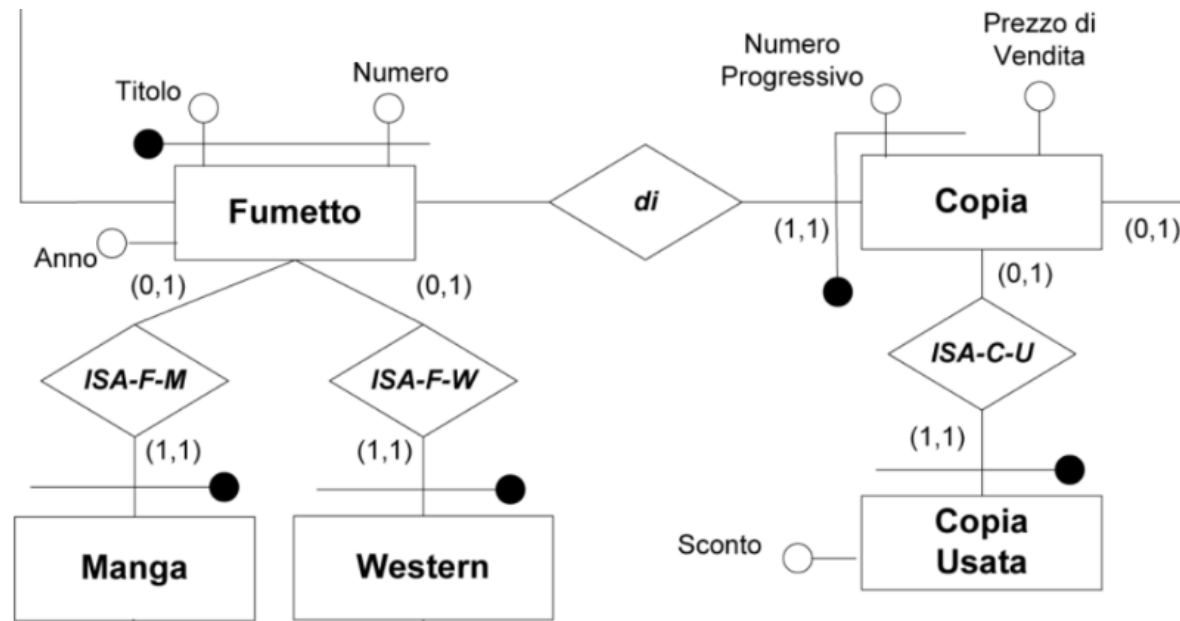 Prezzo di
Vendita
Numero
Progressivo
Numero
Titolo
Fumetto
di
Copia
(1,1)
(0,1)
Anno
(0,1)
(0,1)
(0,1)
ISA-F-M
ISA-F-W
ISA-C-U
(1,1)
(1,1)
(1,1)
Manga
Western
Copia
Usata
Sconto